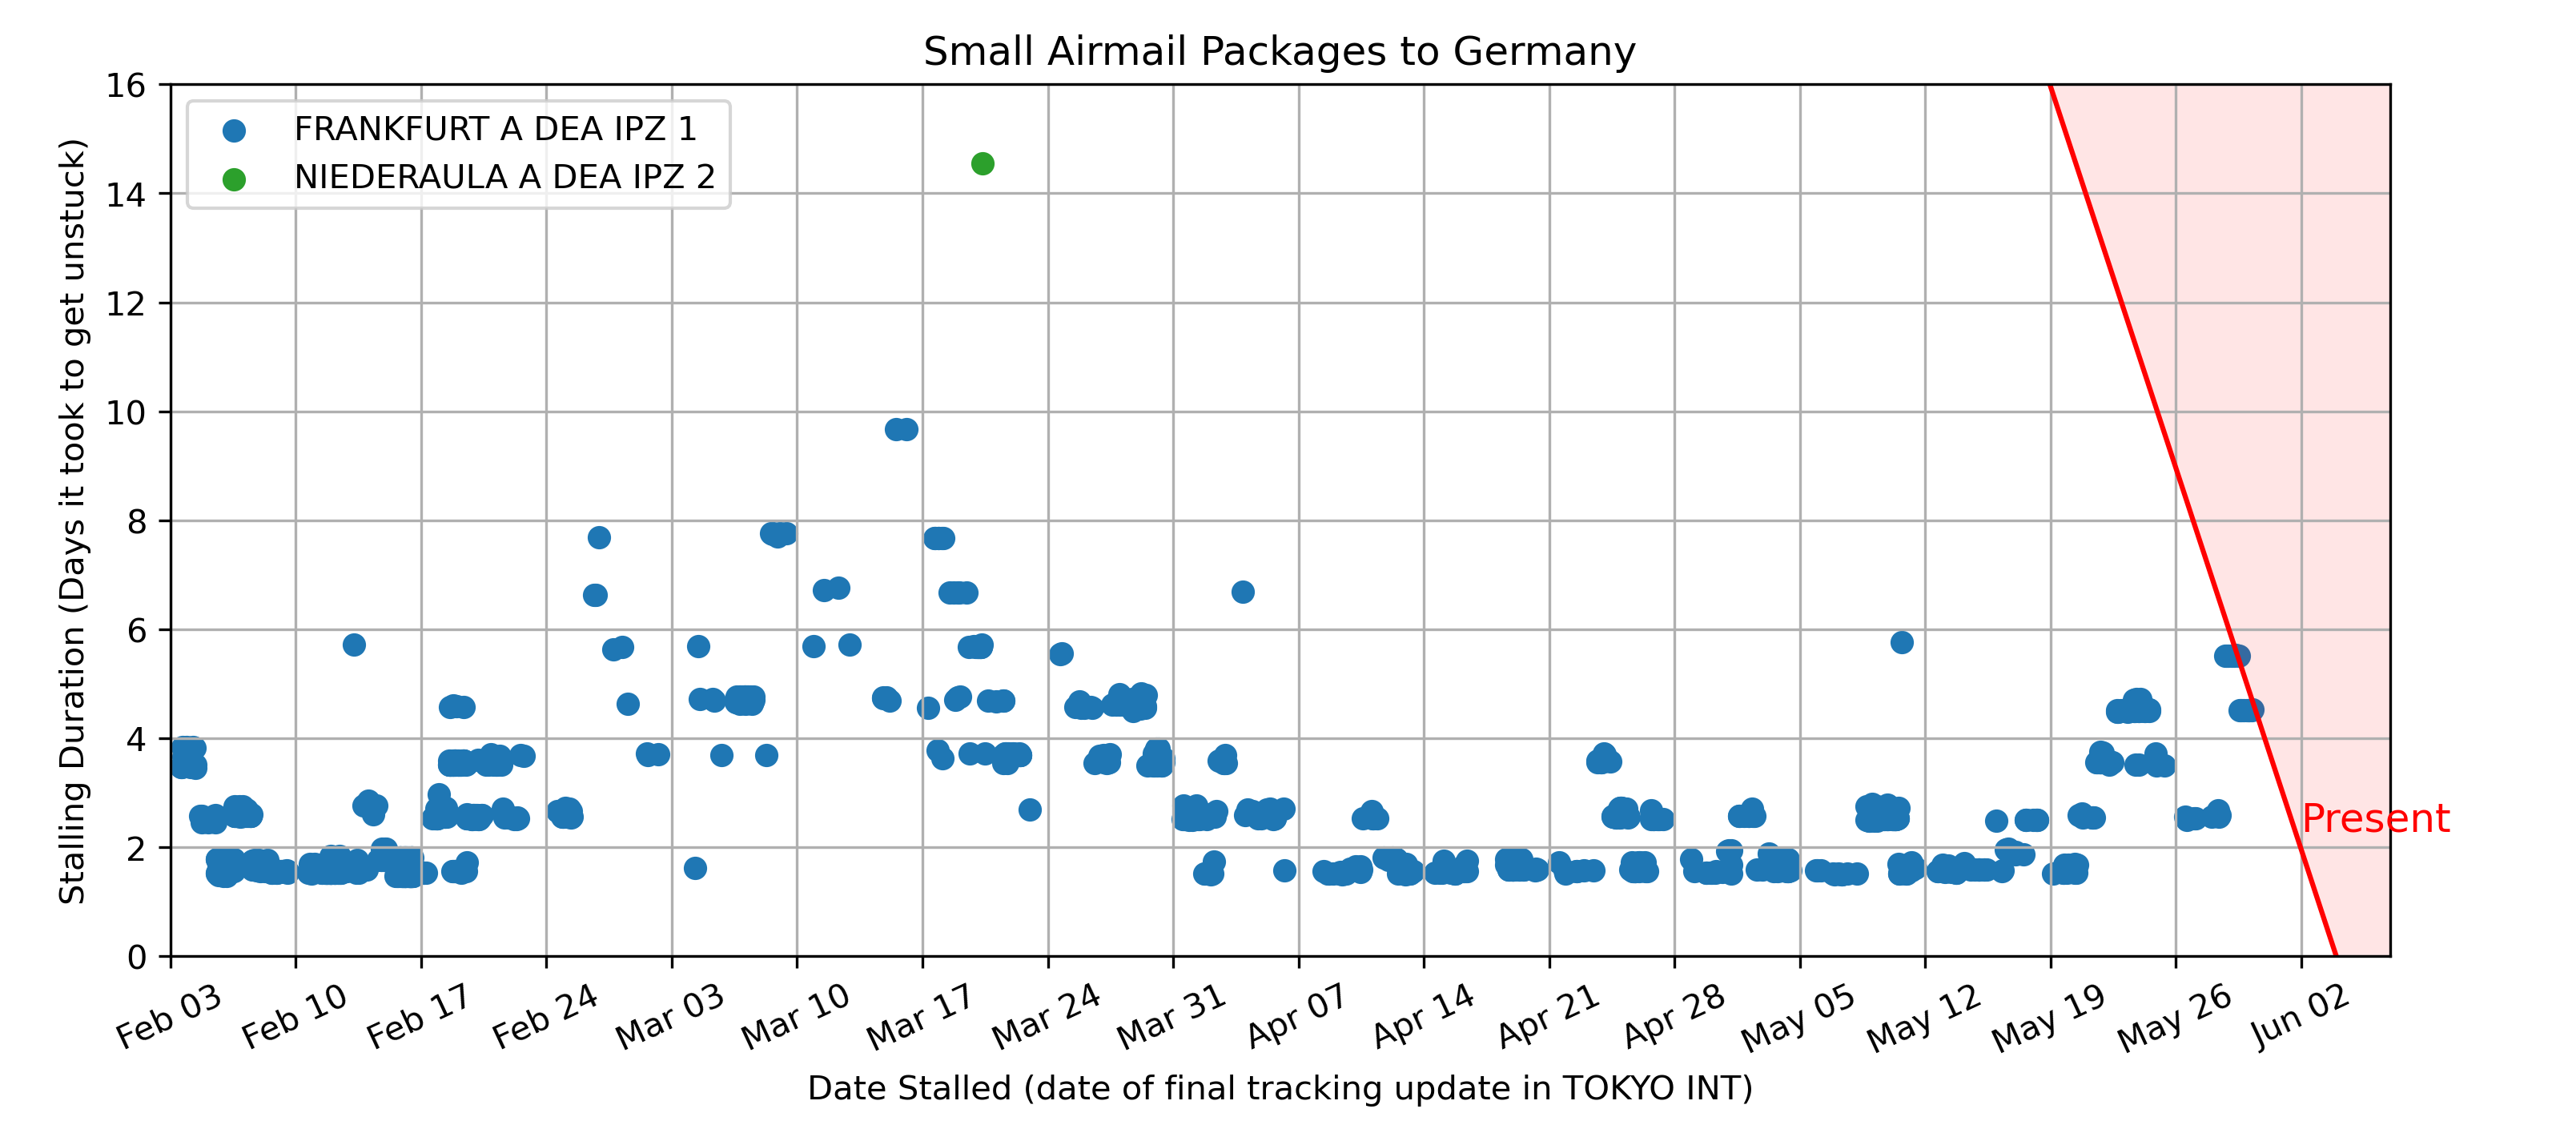 Small Airmail Packages to Germany
Stalling Duration (Days it took to get unstuck)
16
14
12
10
8
6
4
2
0
FRANKFURT A DEA IPZ 1
NIEDERAULA A DEA IPZ 2
Present
Feb 03
Feb 10
Feb 17
Feb 24
Mar 03
Mar 10
Mar 17
Mar 24
Mar 31
Apr 07
Apr 14
Apr 21
Apr 28
May 05
May 12
May 19
May 26
Jun 02
Date Stalled (date of final tracking update in TOKYO INT)